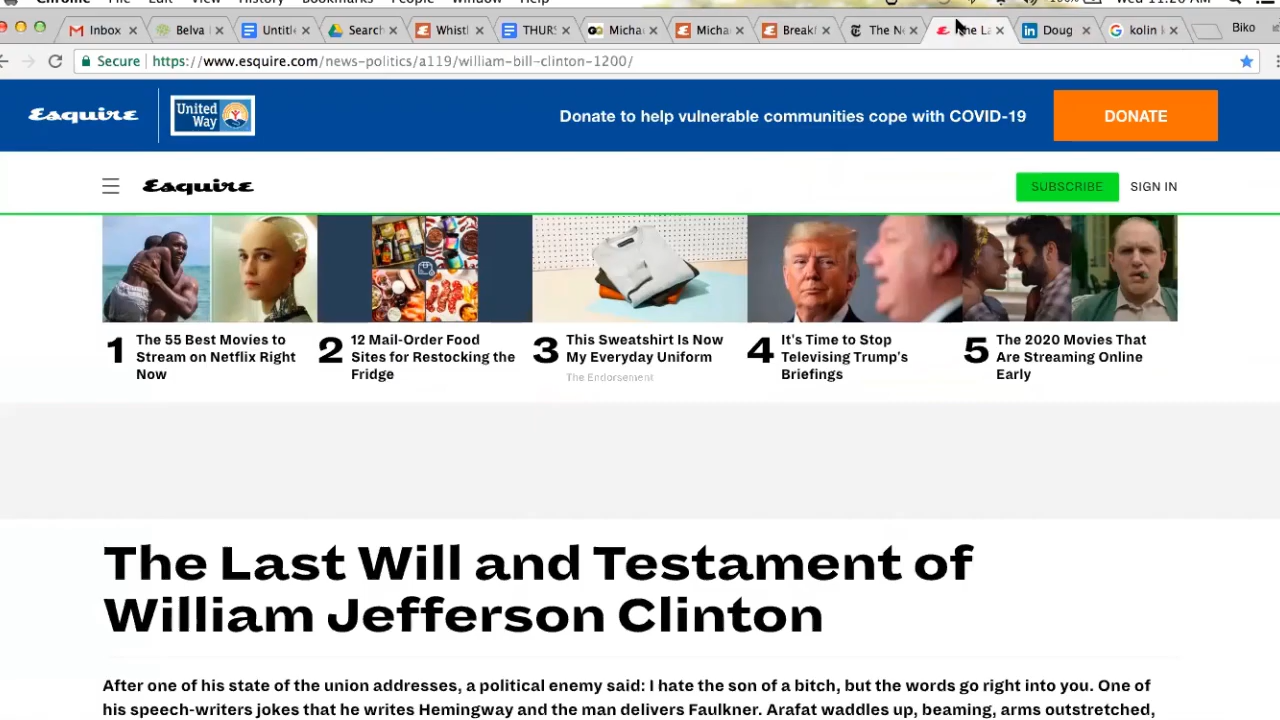 Chrome File Edit View History Bookmarks People Window Help 100% Wed 11:20 AM
Inbox Belva Untitl Search Whistl THUR Micha Micha Breakf The N The La Doug kolin Biko
Secure https://www.esquire.com/news-politics/a119/william-bill-clinton-1200/
Esquire United Way Donate to help vulnerable communities cope with COVID-19 DONATE
Esquire SUBSCRIBE SIGN IN
1 The 55 Best Movies to Stream on Netflix Right Now
2 12 Mail-Order Food Sites for Restocking the Fridge
3 This Sweatshirt Is Now My Everyday Uniform
The Endorsement
4 It's Time to Stop Televising Trump's Briefings
5 The 2020 Movies That Are Streaming Online Early
The Last Will and Testament of
William Jefferson Clinton
After one of his state of the union addresses, a political enemy said: I hate the son of a bitch, but the words go right into you. One of
his speech-writers jokes that he writes Hemingway and the man delivers Faulkner. Arafat waddles up, beaming, arms outstretched,